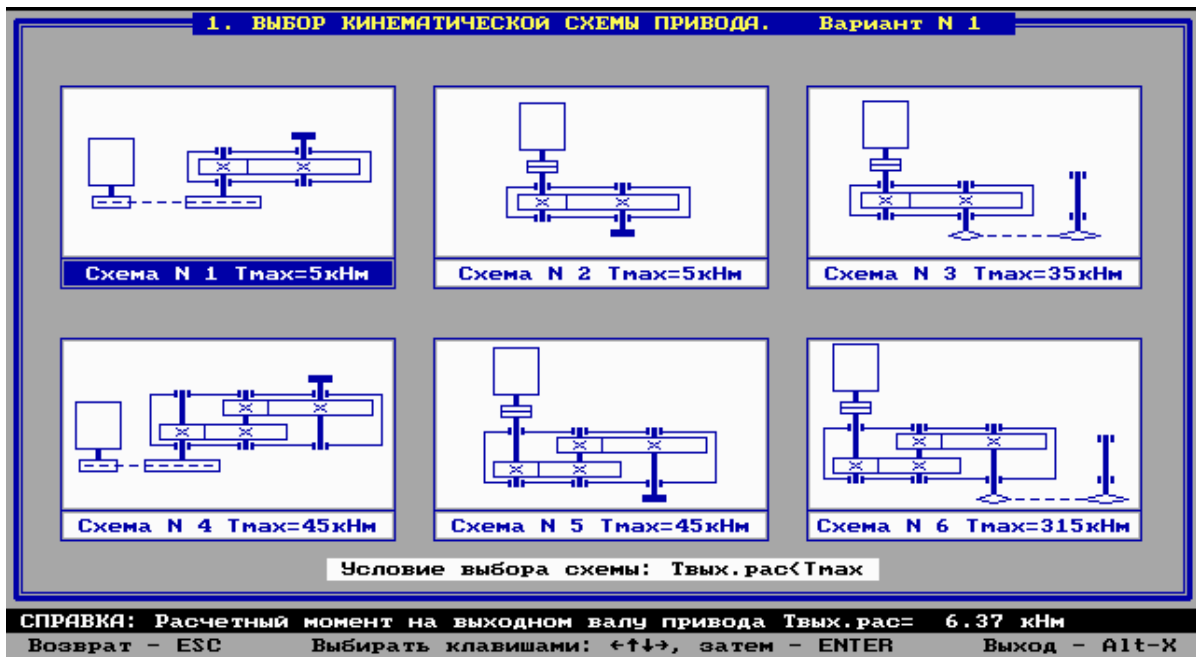 1. ВЫБОР КИНЕМАТИЧЕСКОЙ СХЕМЫ ПРИВОДА. Вариант N 1
Схема N 1 Tmax=5кНм
Схема N 2 Tmax=5кНм
Схема N 3 Tmax=35кНм
Схема N 4 Tmax=45кНм
Схема N 5 Tmax=45кНм
Схема N 6 Tmax=315кНм
Условие выбора схемы: Твых.рас<Tmax
СПРАВКА: Расчетный момент на выходном валу привода Твых.рас= 6.37 кНм
Возврат - ESC Выбирать клавишами: ←↑↓→, затем - ENTER Выход - Alt-X